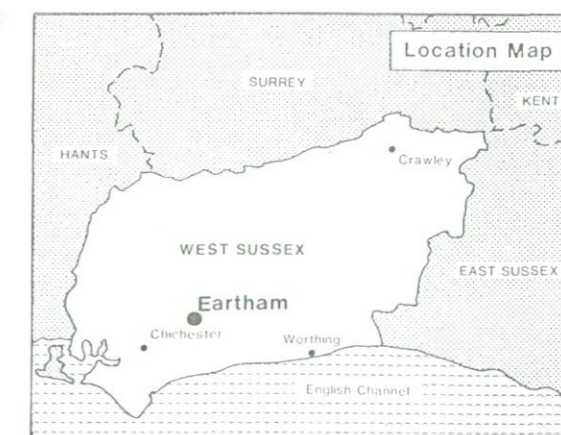 Location Map
SURREY
KENT
HANTS
Crawley
WEST SUSSEX
EAST SUSSEX
Eartham
Chichester
Worthing
English Channel